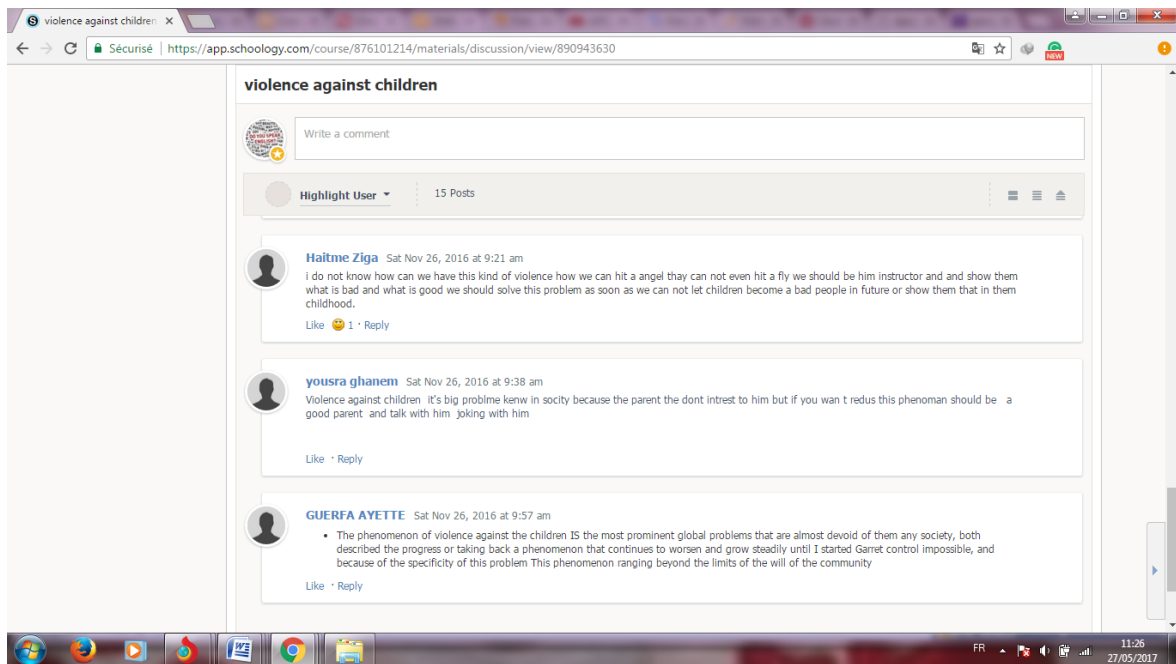 violence against children
Sécurisé | https://app.schoology.com/course/876101214/materials/discussion/view/890943630
NEW
violence against children
DO YOU SPEAK ENGLISH?
Write a comment
Highlight User
15 Posts
Haitme Ziga Sat Nov 26, 2016 at 9:21 am
i do not know how can we have this kind of violence how we can hit a angel thay can not even hit a fly we should be him instructor and and show them
what is bad and what is good we should solve this problem as soon as we can not let children become a bad people in future or show them that in them
childhood.
Like 1 · Reply
yousra ghanem Sat Nov 26, 2016 at 9:38 am
Violence against children it's big problme kenw in socity because the parent the dont intrest to him but if you wan t redus this phenoman should be a
good parent and talk with him joking with him
Like · Reply
GUERFA AYETTE Sat Nov 26, 2016 at 9:57 am
• The phenomenon of violence against the children IS the most prominent global problems that are almost devoid of them any society, both
described the progress or taking back a phenomenon that continues to worsen and grow steadily until I started Garret control impossible, and
because of the specificity of this problem This phenomenon ranging beyond the limits of the will of the community
Like · Reply
FR
11:26
27/05/2017